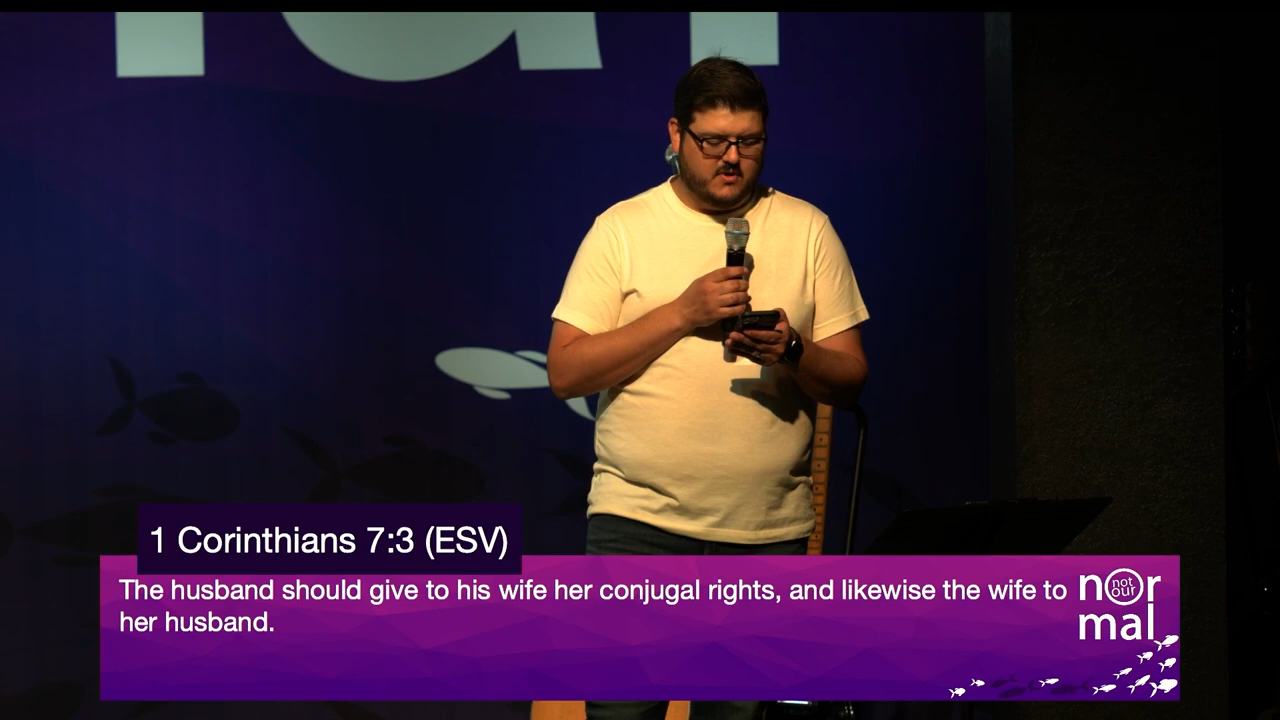 1 Corinthians 7:3 (ESV)
The husband should give to his wife her conjugal rights, and likewise the wife to
her husband.
nor
not
our
mal